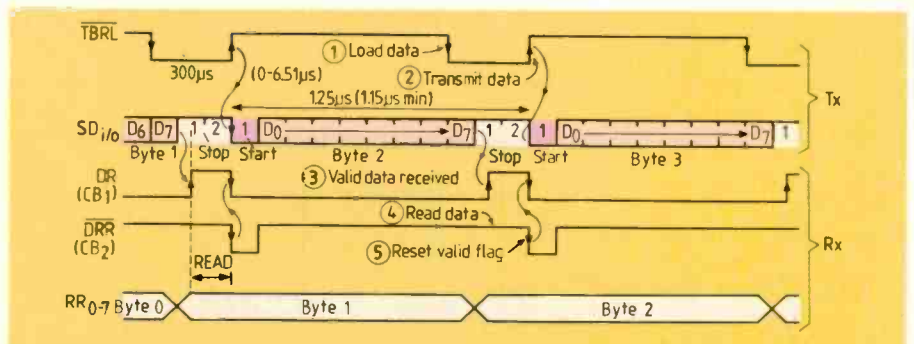 TBRL
① Load data
300μs
(0-6.51μs)
② Transmit data
1.25μs (1.15μs min)
Tx
SDi/o D6 D7 1 2 1 D0 D7 1 2 1 D0 D7 1
Byte 1 Stop Start Byte 2 Stop Start Byte 3
DR
(CB1)
③ Valid data received
DRR
(CB2)
④ Read data
⑤ Reset valid flag
Rx
READ
RR0-7 Byte 0 Byte 1 Byte 2